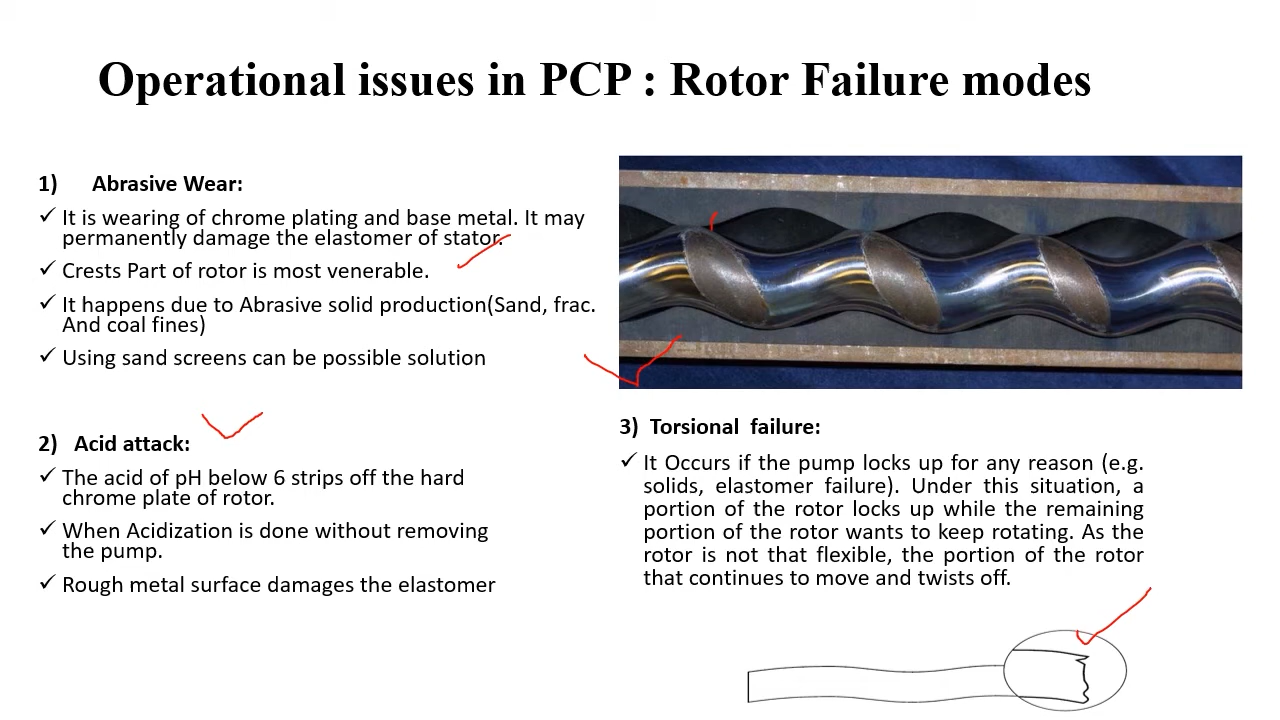 Operational issues in PCP : Rotor Failure modes
1) Abrasive Wear:
✓ It is wearing of chrome plating and base metal. It may
permanently damage the elastomer of stator.
✓ Crests Part of rotor is most venerable.
✓ It happens due to Abrasive solid production(Sand, frac.
And coal fines)
✓ Using sand screens can be possible solution
2) Acid attack:
✓ The acid of pH below 6 strips off the hard
chrome plate of rotor.
✓ When Acidization is done without removing
the pump.
✓ Rough metal surface damages the elastomer
3) Torsional failure:
✓ It Occurs if the pump locks up for any reason (e.g.
solids, elastomer failure). Under this situation, a
portion of the rotor locks up while the remaining
portion of the rotor wants to keep rotating. As the
rotor is not that flexible, the portion of the rotor
that continues to move and twists off.